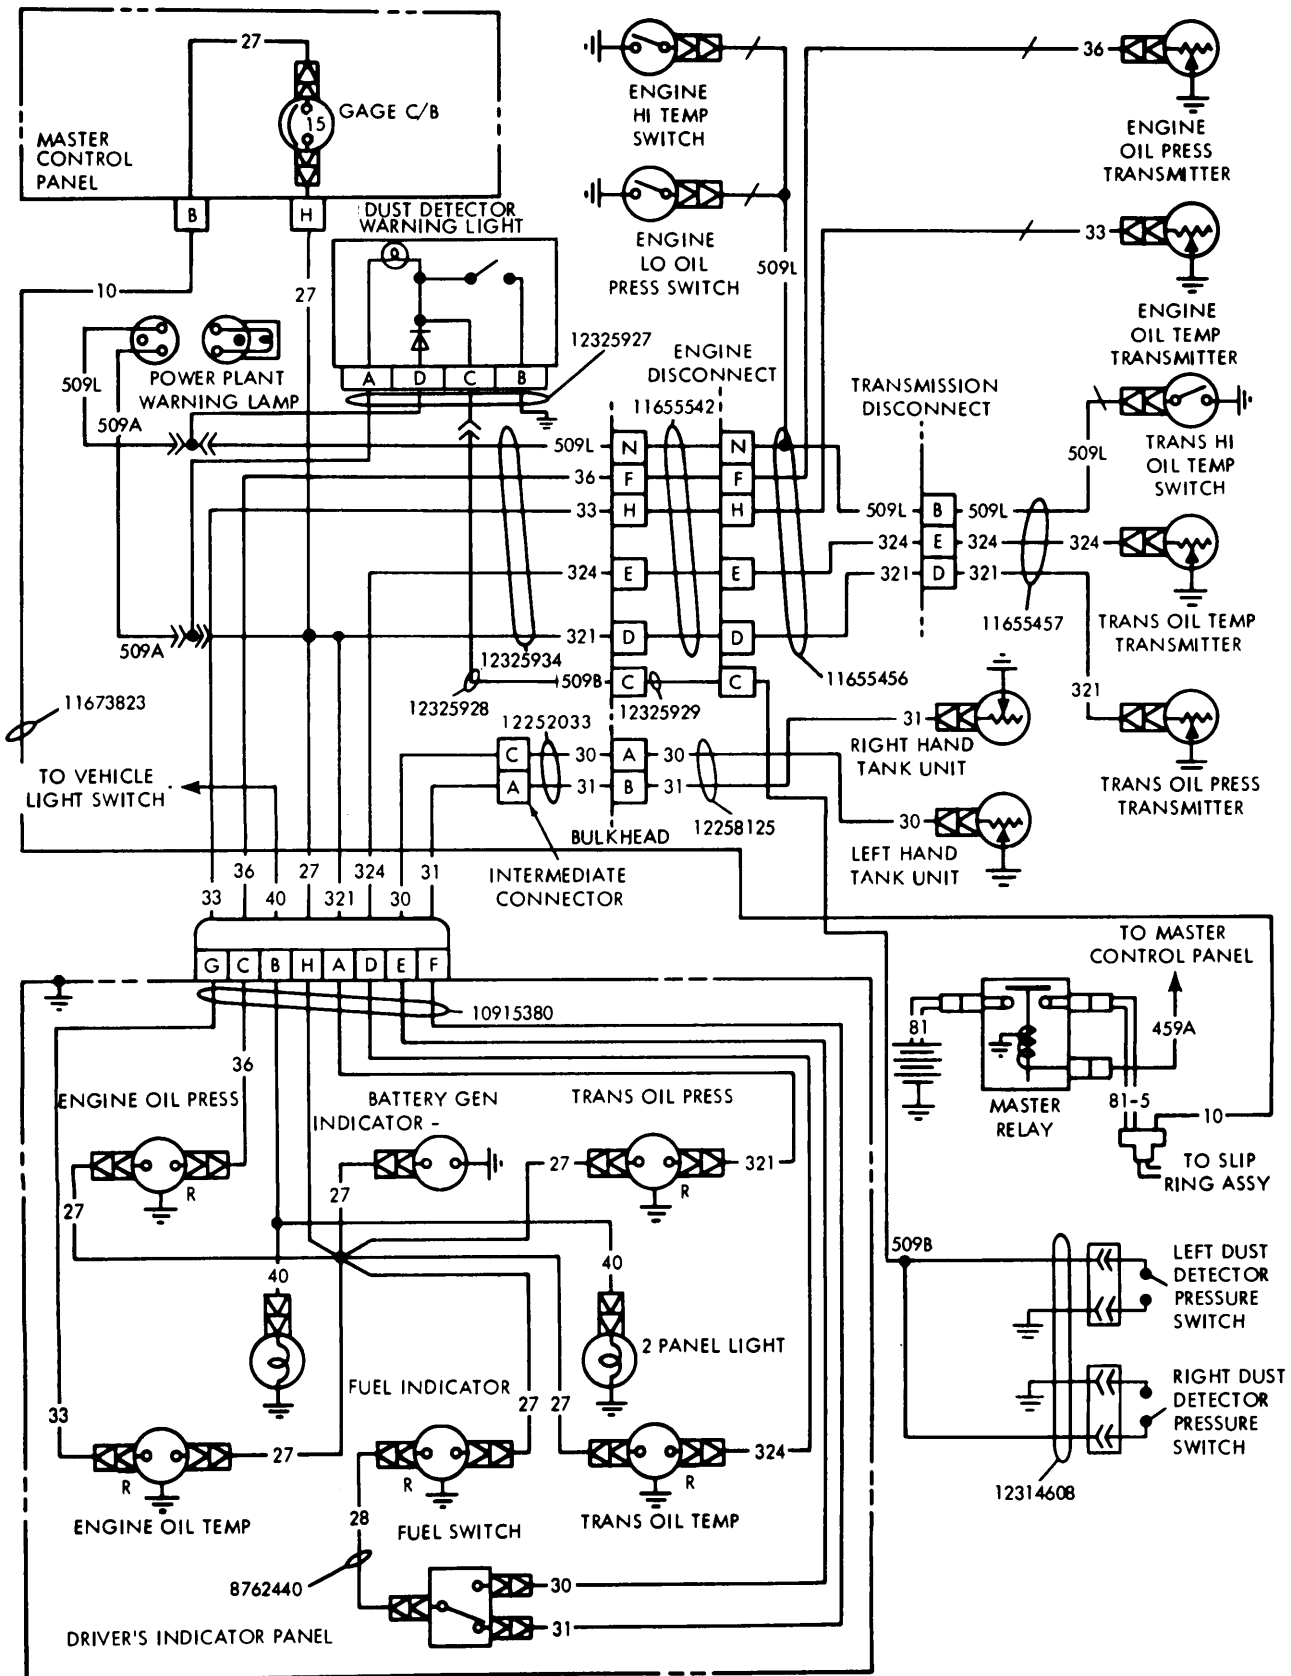 27
GAGE C/B
15
MASTER
CONTROL
PANEL
B
H
10
27
DUST DETECTOR
WARNING LIGHT
A
D
C
B
12325927
POWER PLANT
WARNING LAMP
509L
509A
509A
ENGINE
HI TEMP
SWITCH
ENGINE
LO OIL
PRESS SWITCH
509L
36
ENGINE
OIL PRESS
TRANSMITTER
33
ENGINE
OIL TEMP
TRANSMITTER
ENGINE
DISCONNECT
11655542
TRANSMISSION
DISCONNECT
509L
TRANS HI
OIL TEMP
SWITCH
509L
N
N
36
F
F
33
H
H
509L
B
509L
324
E
324
324
321
D
321
324
E
E
321
D
D
509B
C
C
12325934
12325928
12325929
11655456
11655457
TRANS OIL TEMP
TRANSMITTER
321
TRANS OIL PRESS
TRANSMITTER
11673823
TO VEHICLE
LIGHT SWITCH
12252033
C
30
A
30
A
31
B
31
12258125
BULKHEAD
INTERMEDIATE
CONNECTOR
31
RIGHT HAND
TANK UNIT
30
LEFT HAND
TANK UNIT
33
36
40
27
321
324
30
31
G
C
B
H
A
D
E
F
10915380
TO MASTER
CONTROL PANEL
81
459A
MASTER
RELAY
81-5
10
TO SLIP
RING ASSY
36
ENGINE OIL PRESS
R
27
BATTERY GEN
INDICATOR -
27
TRANS OIL PRESS
27
321
R
40
40
2 PANEL LIGHT
509B
LEFT DUST
DETECTOR
PRESSURE
SWITCH
RIGHT DUST
DETECTOR
PRESSURE
SWITCH
12314608
33
27
R
ENGINE OIL TEMP
FUEL INDICATOR
27
R
27
324
R
TRANS OIL TEMP
28
FUEL SWITCH
8762440
30
31
DRIVER'S INDICATOR PANEL